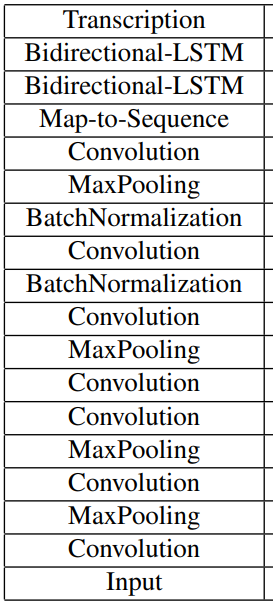 Transcription
Bidirectional-LSTM
Bidirectional-LSTM
Map-to-Sequence
Convolution
MaxPooling
BatchNormalization
Convolution
BatchNormalization
Convolution
MaxPooling
Convolution
Convolution
MaxPooling
Convolution
MaxPooling
Convolution
Input